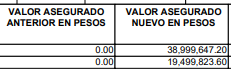 VALOR ASEGURADO VALOR ASEGURADO
ANTERIOR EN PESOS NUEVO EN PESOS
0.00 38,999,647.20
0.00 19,499,823.60